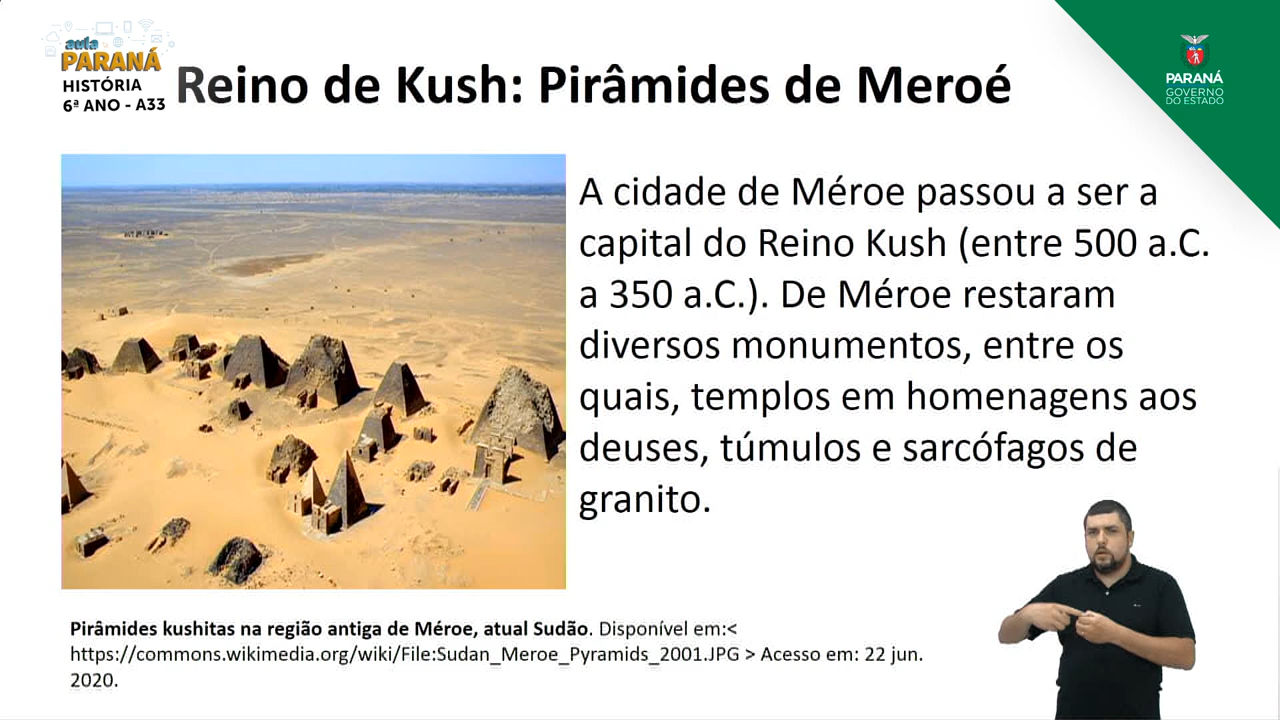 aula
PARANÁ
HISTÓRIA
6º ANO - A33
Reino de Kush: Pirâmides de Meroé
PARANÁ
GOVERNO
DO ESTADO
A cidade de Méroe passou a ser a
capital do Reino Kush (entre 500 a.C.
a 350 a.C.). De Méroe restaram
diversos monumentos, entre os
quais, templos em homenagens aos
deuses, túmulos e sarcófagos de
granito.
Pirâmides kushitas na região antiga de Méroe, atual Sudão. Disponível em:<
https://commons.wikimedia.org/wiki/File:Sudan_Meroe_Pyramids_2001.JPG > Acesso em: 22 jun.
2020.